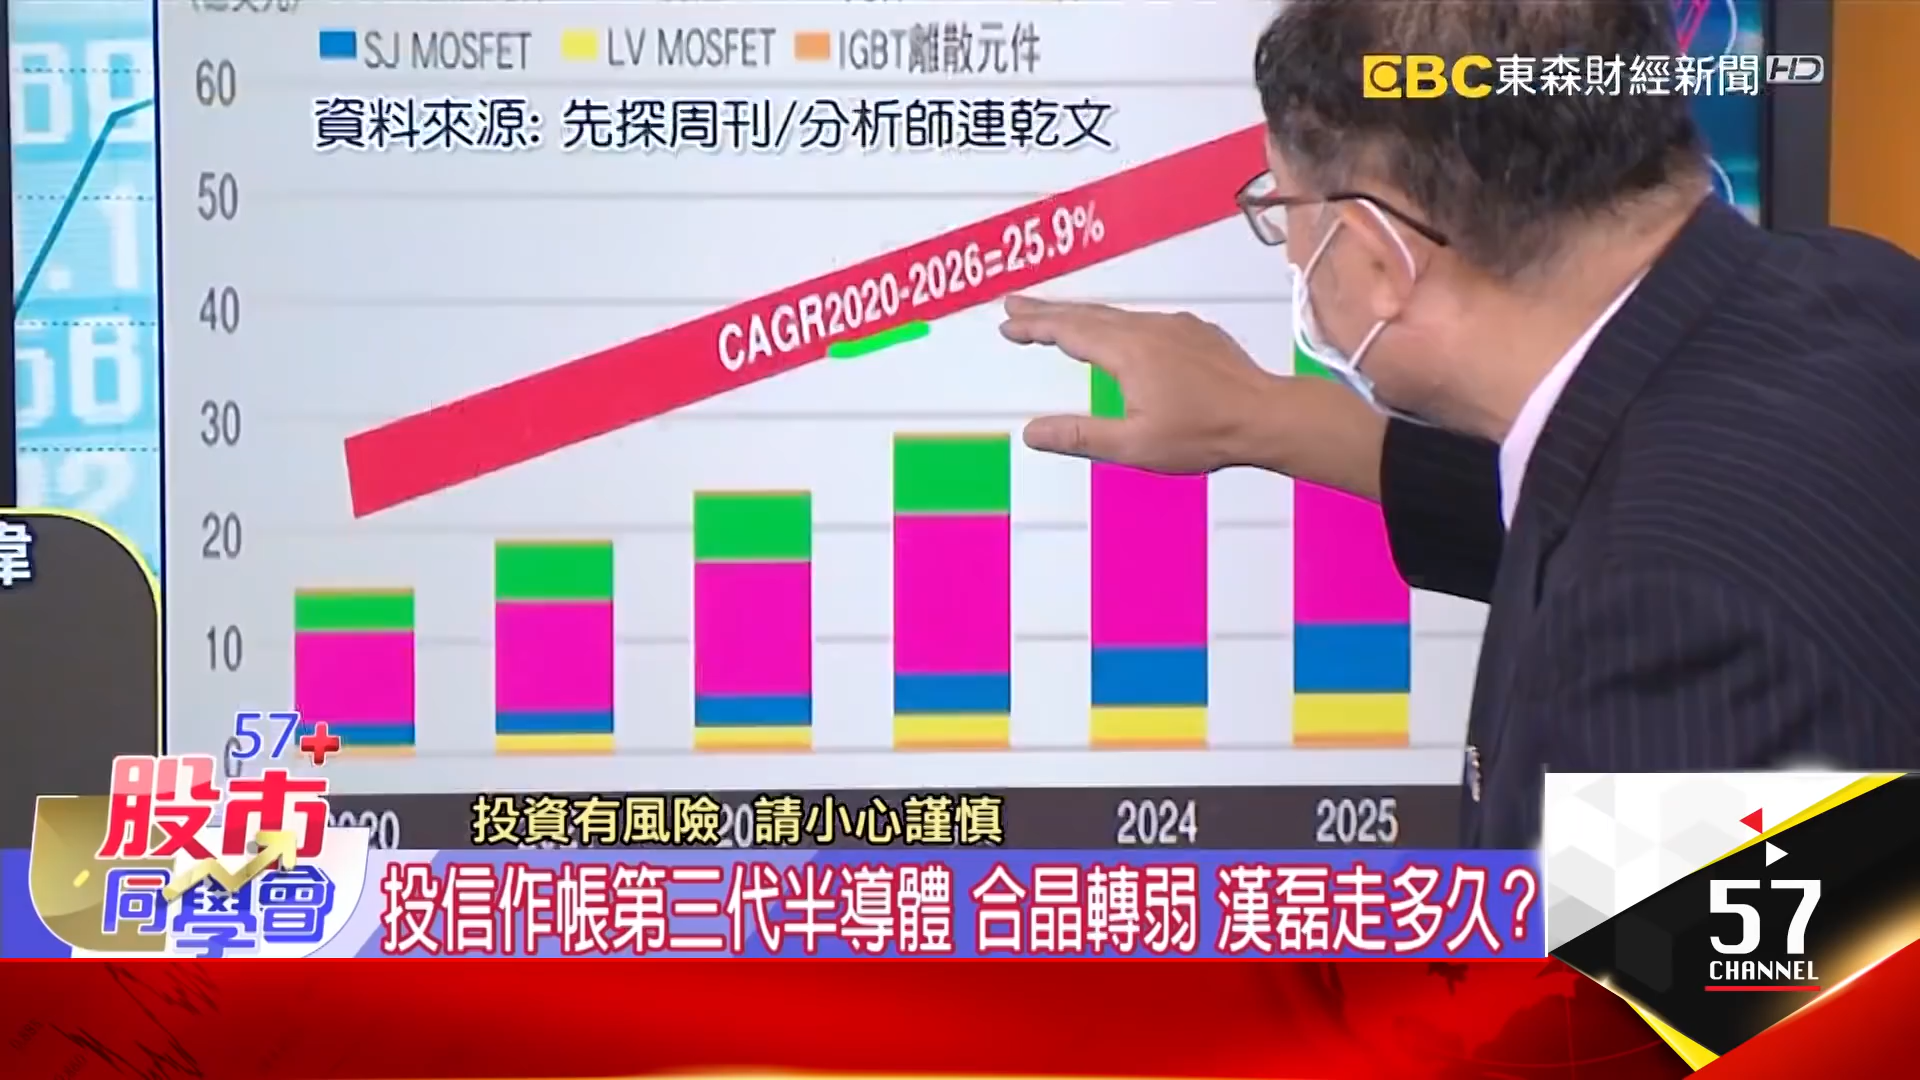 SJ MOSFET LV MOSFET IGBT離散元件
EBC東森財經新聞HD
資料來源: 先探周刊/分析師連乾文
60
50
40
30
20
10
0
CAGR2020-2026=25.9%
2024
2025
投資有風險 請小心謹慎
57+
股市
同學會
投信作帳第三代半導體 合晶轉弱 漢磊走多久?
57
CHANNEL